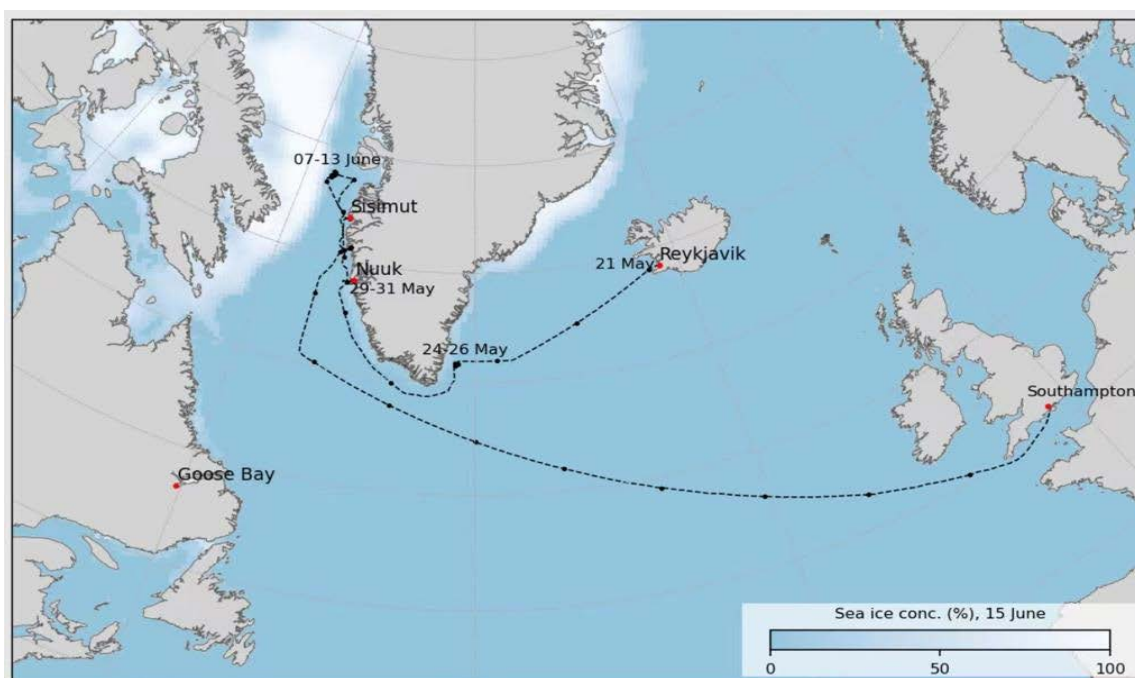 07-13 June
Sisimut
Reykjavik
21 May
Nuuk
29-31 May
24-26 May
Southampton
Goose Bay
Sea ice conc. (%), 15 June
0 50 100